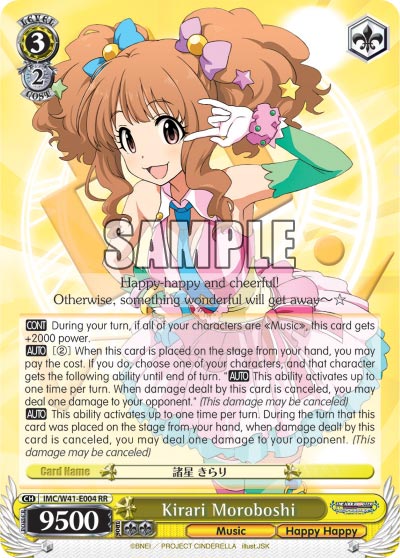 LEVEL
3
2
COST
SAMPLE
Happy-happy and cheerful!
Otherwise, something wonderful will get away～☆
CONT During your turn, if all of your characters are «Music», this card gets
+2000 power.
AUTO [②] When this card is placed on the stage from your hand, you may
pay the cost. If you do, choose one of your characters, and that character
gets the following ability until end of turn. "AUTO This ability activates up
to one time per turn. When damage dealt by this card is canceled, you may
deal one damage to your opponent." (This damage may be canceled)
AUTO This ability activates up to one time per turn. During the turn that this
card was placed on the stage from your hand, when damage dealt by this
card is canceled, you may deal one damage to your opponent. (This damage
may be canceled)
Card Name 諸星 きらり
CH IMC/W41-E004 RR
POWER 9500 SOUL
Kirari Moroboshi
Music Happy Happy
©BNEI / PROJECT CINDERELLA illust.JSK